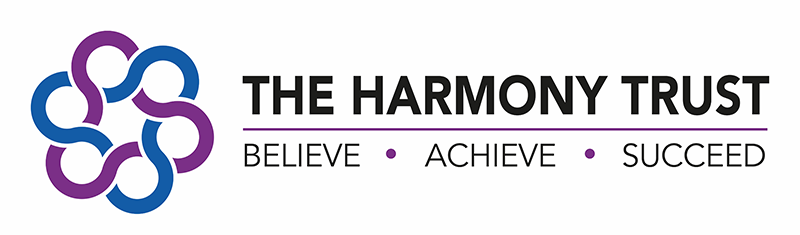 THE HARMONY TRUST
BELIEVE • ACHIEVE • SUCCEED